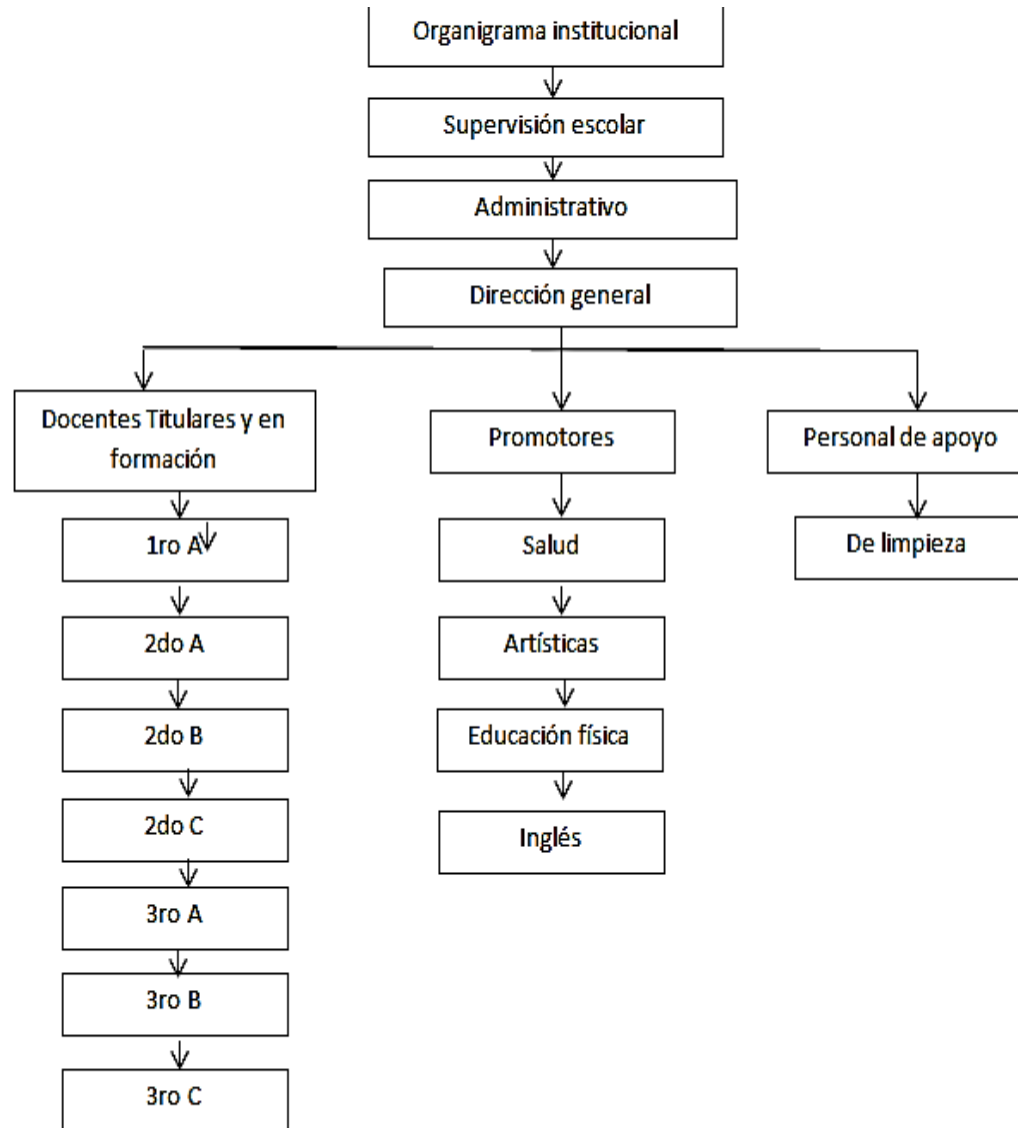 Organigrama institucional
Supervisión escolar
Administrativo
Dirección general
Docentes Titulares y en
formación
1ro A
2do A
2do B
2do C
3ro A
3ro B
3ro C
Promotores
Salud
Artísticas
Educación física
Inglés
Personal de apoyo
De limpieza